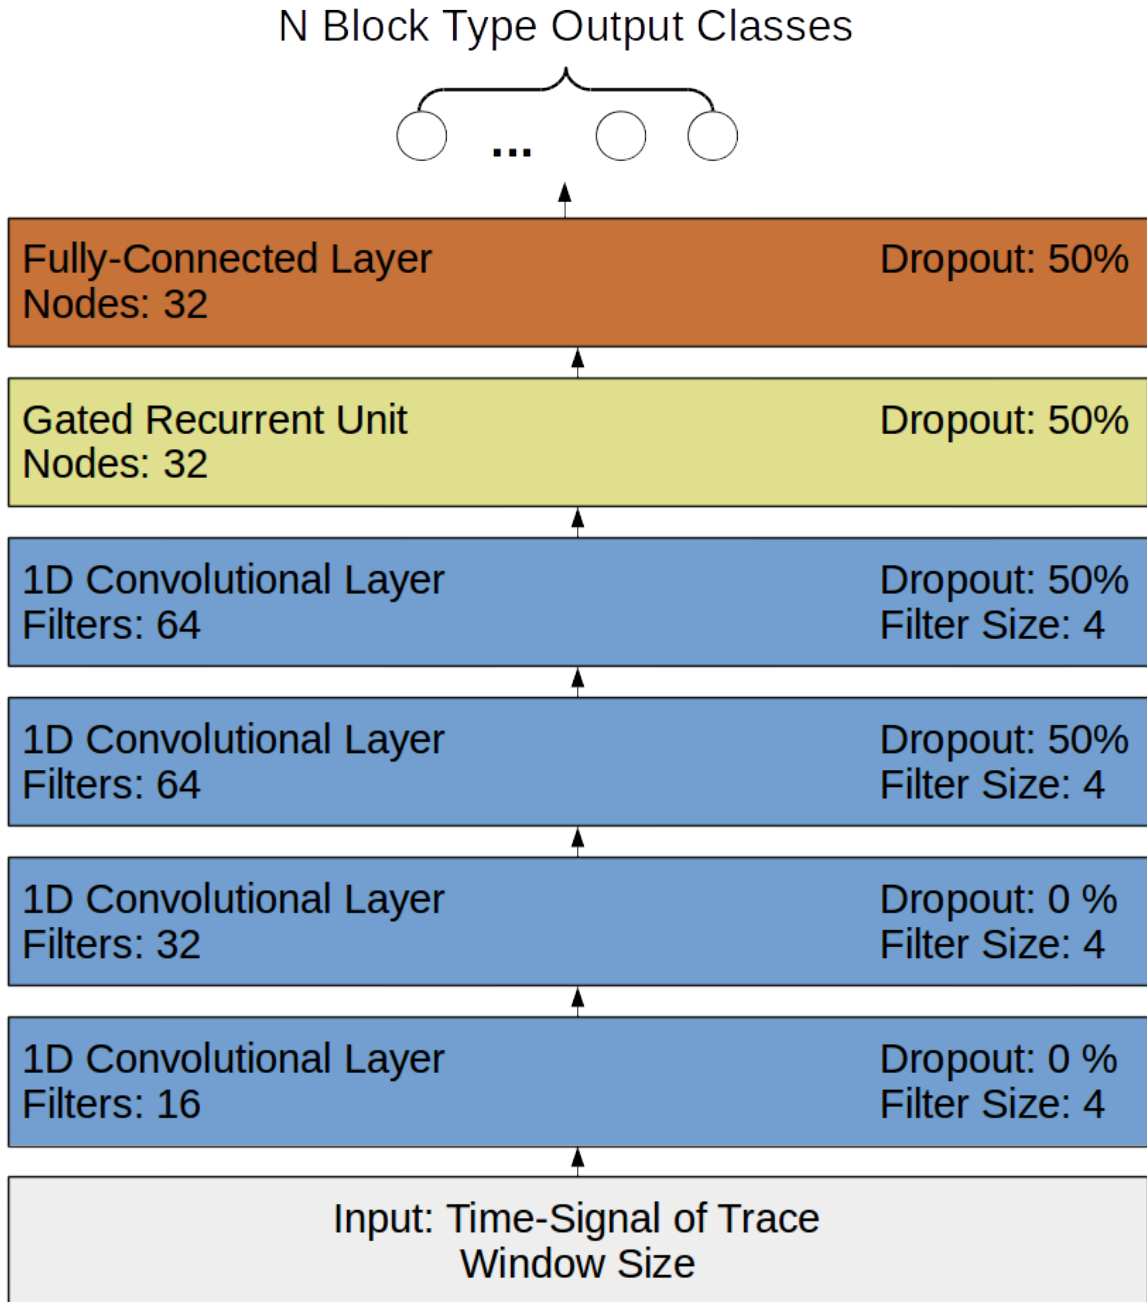 N Block Type Output Classes
...
Fully-Connected Layer Dropout: 50%
Nodes: 32
Gated Recurrent Unit Dropout: 50%
Nodes: 32
1D Convolutional Layer Dropout: 50%
Filters: 64 Filter Size: 4
1D Convolutional Layer Dropout: 50%
Filters: 64 Filter Size: 4
1D Convolutional Layer Dropout: 0 %
Filters: 32 Filter Size: 4
1D Convolutional Layer Dropout: 0 %
Filters: 16 Filter Size: 4
Input: Time-Signal of Trace
Window Size